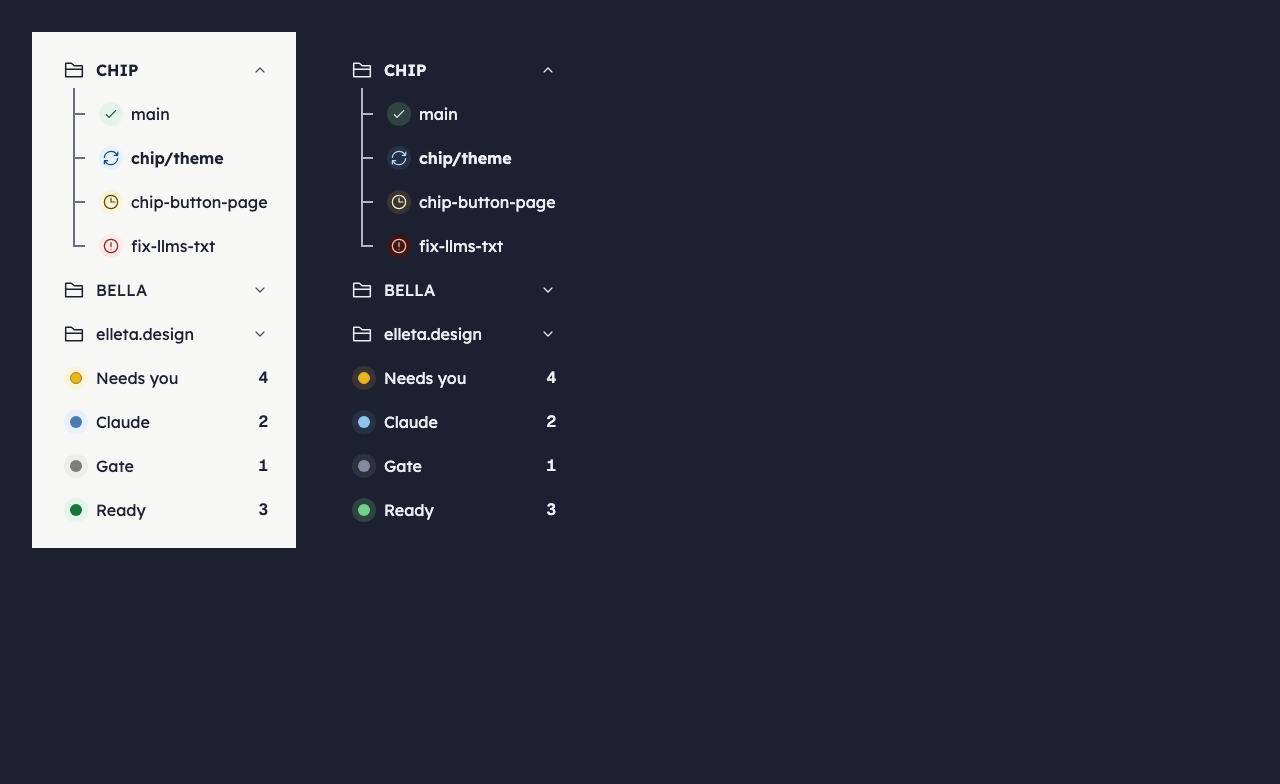 CHIP
main
chip/theme
chip-button-page
fix-llms-txt
BELLA
elleta.design
Needs you 4
Claude 2
Gate 1
Ready 3
CHIP
main
chip/theme
chip-button-page
fix-llms-txt
BELLA
elleta.design
Needs you 4
Claude 2
Gate 1
Ready 3